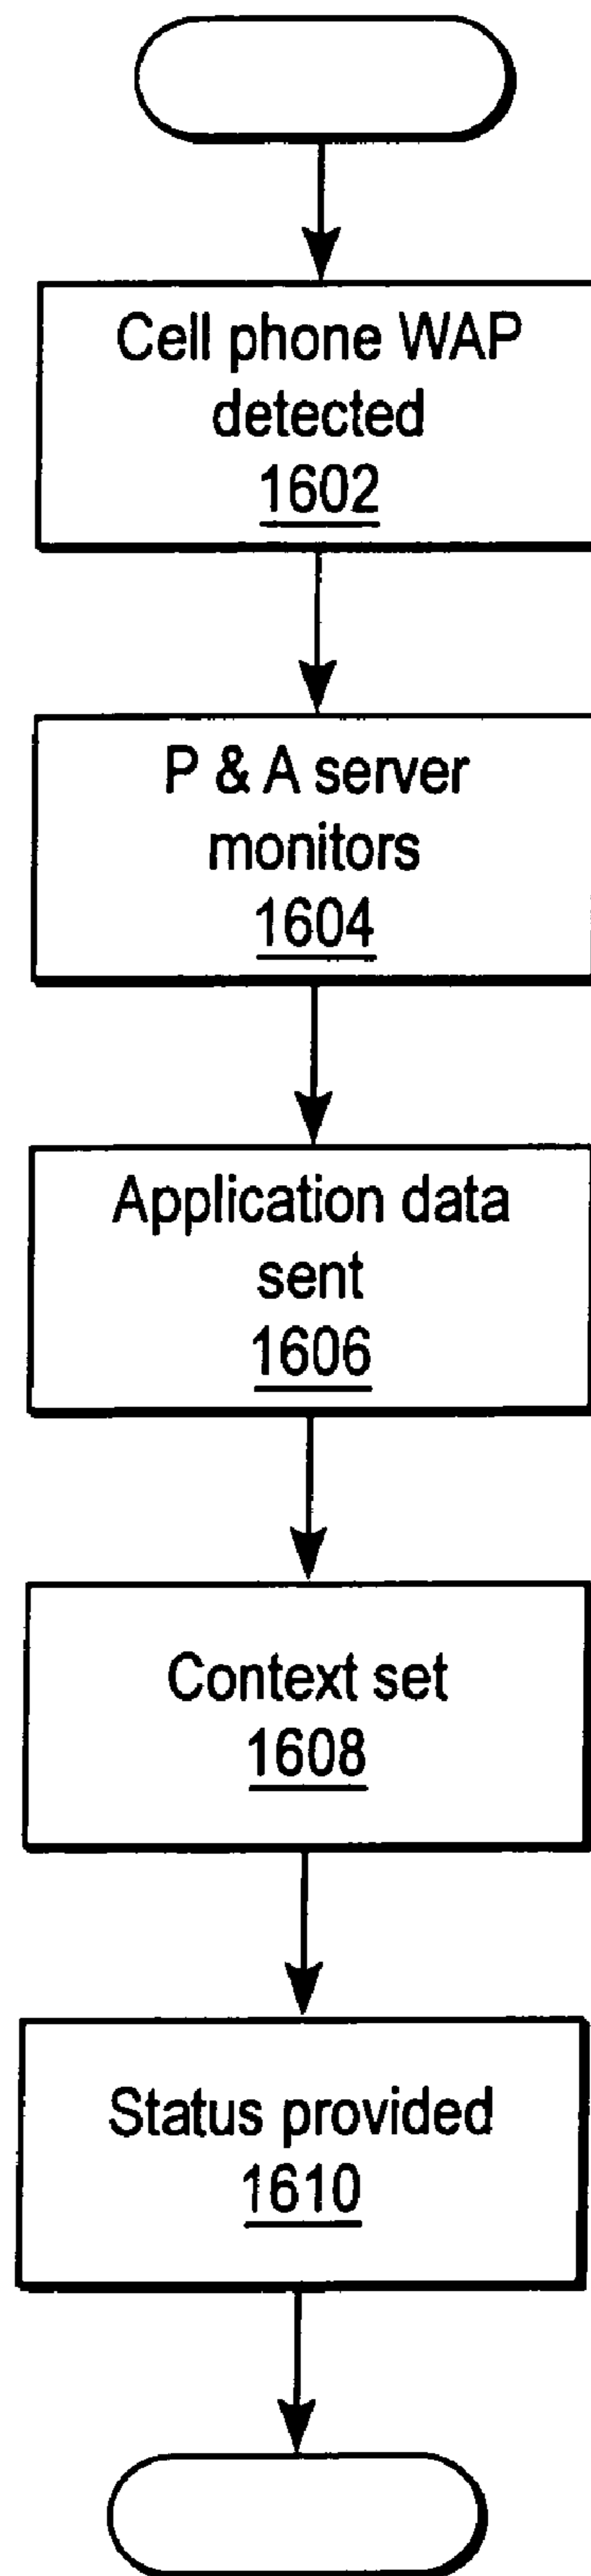 Cell phone WAP
detected
1602
P & A server
monitors
1604
Application data
sent
1606
Context set
1608
Status provided
1610